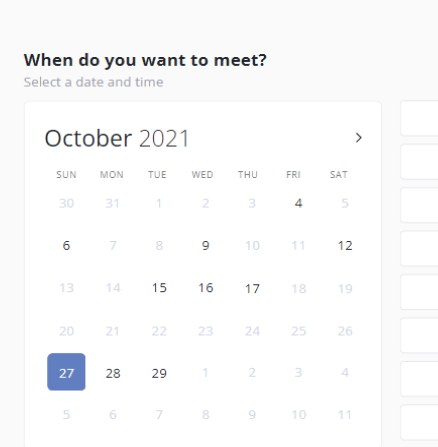 When do you want to meet?
Select a date and time
October 2021
SUN MON TUE WED THU FRI SAT
30 31 1 2 3 4 5
6 7 8 9 10 11 12
13 14 15 16 17 18 19
20 21 22 23 24 25 26
27 28 29 1 2 3 4
5 6 7 8 9 10 11